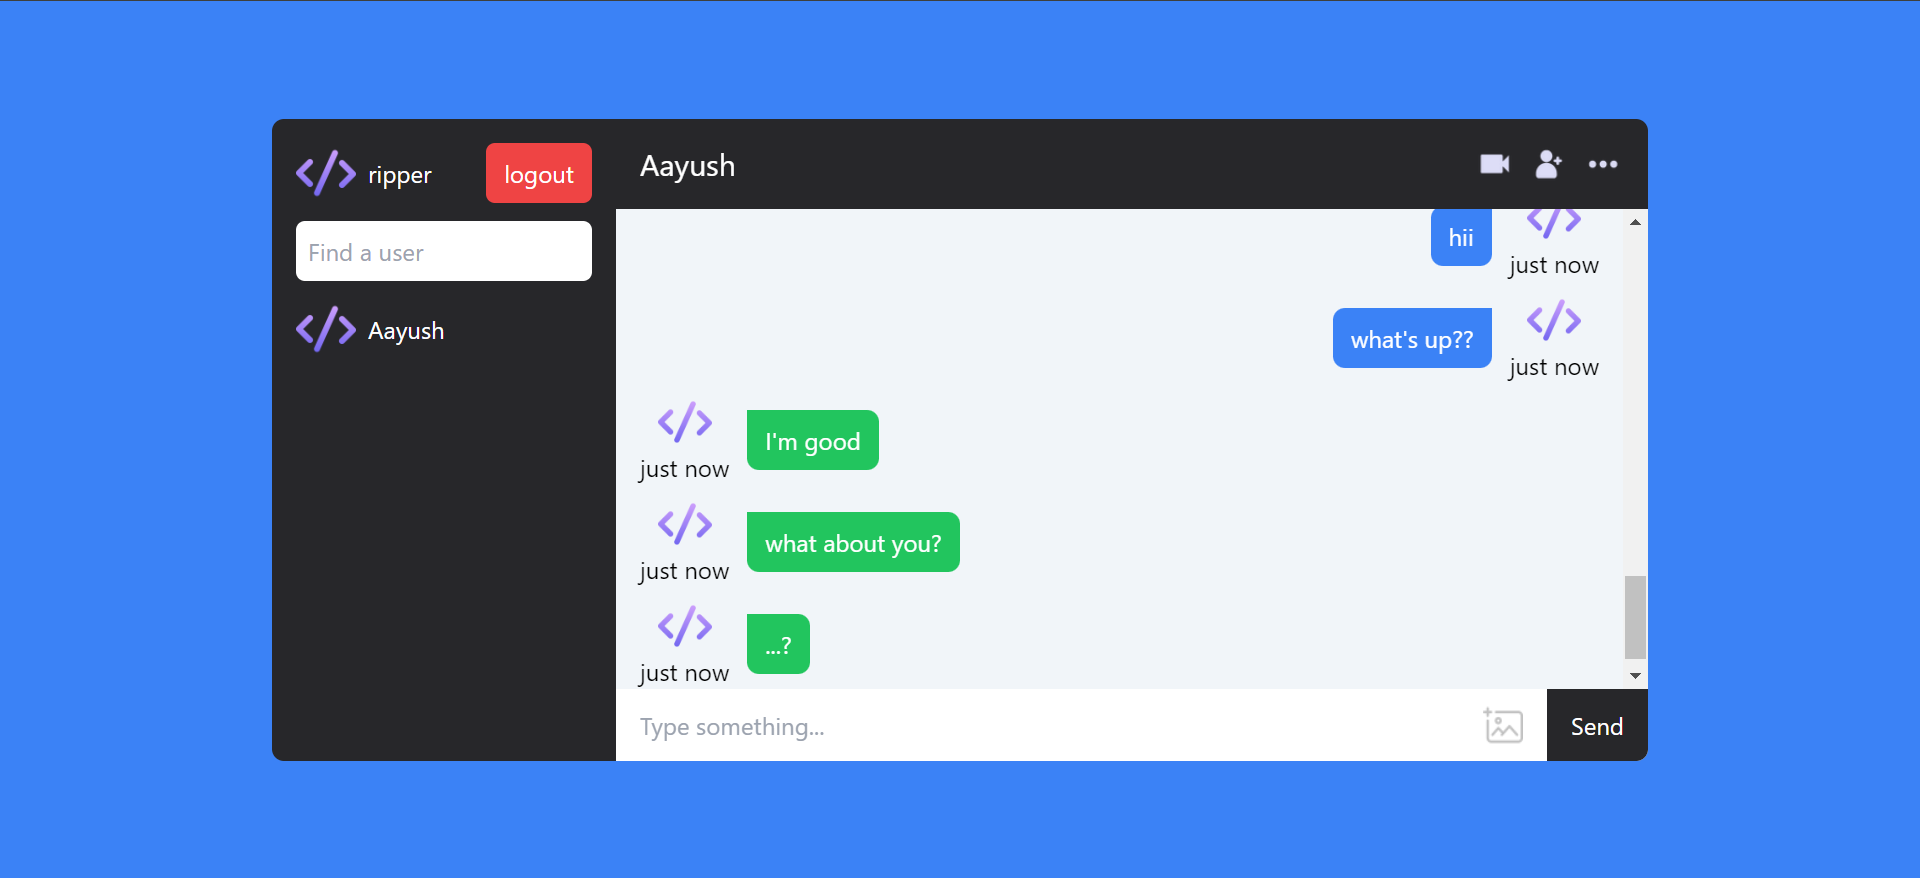 ripper
logout
Find a user
Aayush
Aayush
hii
just now
what's up??
just now
I'm good
just now
what about you?
just now
...?
just now
Type something...
Send